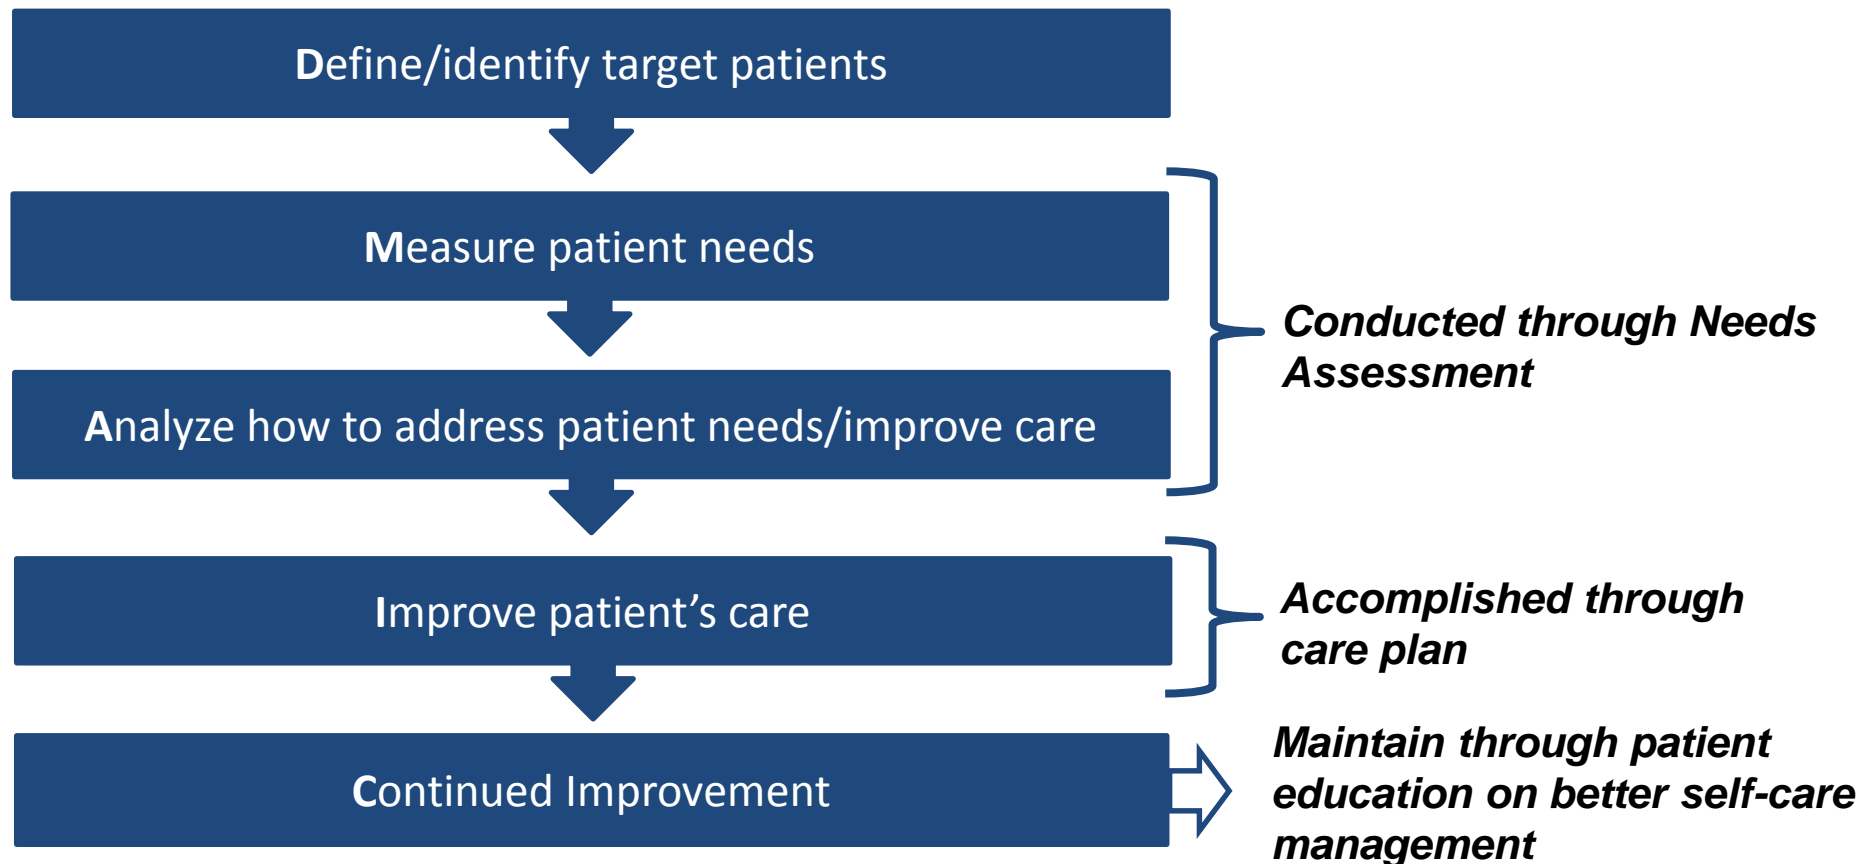 Define/identify target patients
Measure patient needs
Analyze how to address patient needs/improve care
Conducted through Needs
Assessment
Improve patient’s care
Accomplished through
care plan
Continued Improvement
Maintain through patient
education on better self-care
management